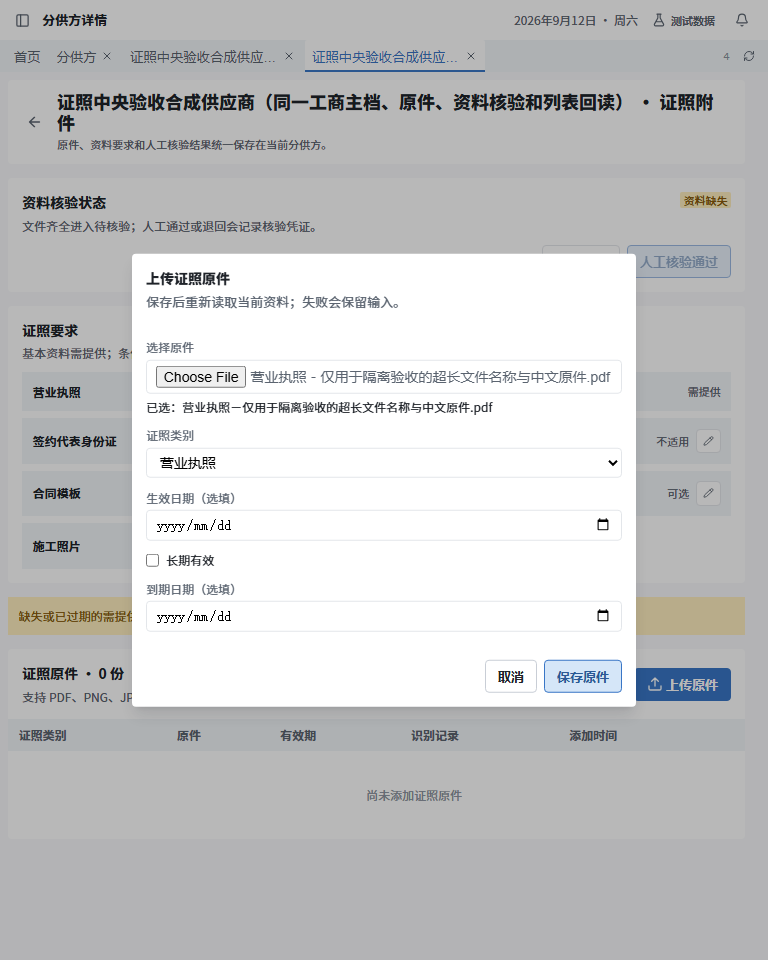 分供方详情
2026年9月12日 • 周六
测试数据
首页
分供方
证照中央验收合成供应…
证照中央验收合成供应…
4
证照中央验收合成供应商（同一工商主档、原件、资料核验和列表回读） • 证照附
件
原件、资料要求和人工核验结果统一保存在当前分供方。
资料核验状态
资料缺失
文件齐全进入待核验；人工通过或退回会记录核验凭证。
人工核验通过
上传证照原件
保存后重新读取当前资料；失败会保留输入。
选择原件
Choose File 营业执照－仅用于隔离验收的超长文件名称与中文原件.pdf
已选：营业执照－仅用于隔离验收的超长文件名称与中文原件.pdf
证照类别
营业执照
生效日期（选填）
yyyy/mm/dd
长期有效
到期日期（选填）
yyyy/mm/dd
取消
保存原件
证照要求
基本资料需提供；条
营业执照
需提供
签约代表身份证
不适用
合同模板
可选
施工照片
缺失或已过期的需提供
证照原件 • 0 份
支持 PDF、PNG、JP
上传原件
证照类别
原件
有效期
识别记录
添加时间
尚未添加证照原件